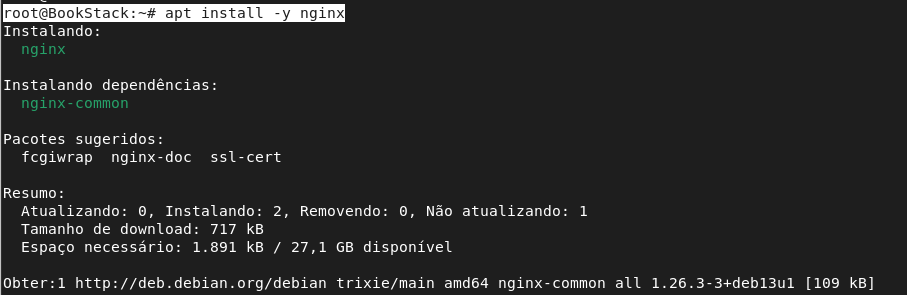 root@BookStack:~# apt install -y nginx
Instalando:
nginx
Instalando dependências:
nginx-common
Pacotes sugeridos:
fcgiwrap nginx-doc ssl-cert
Resumo:
Atualizando: 0, Instalando: 2, Removendo: 0, Não atualizando: 1
Tamanho de download: 717 kB
Espaço necessário: 1.891 kB / 27,1 GB disponível
Obter:1 http://deb.debian.org/debian trixie/main amd64 nginx-common all 1.26.3-3+deb13u1 [109 kB]